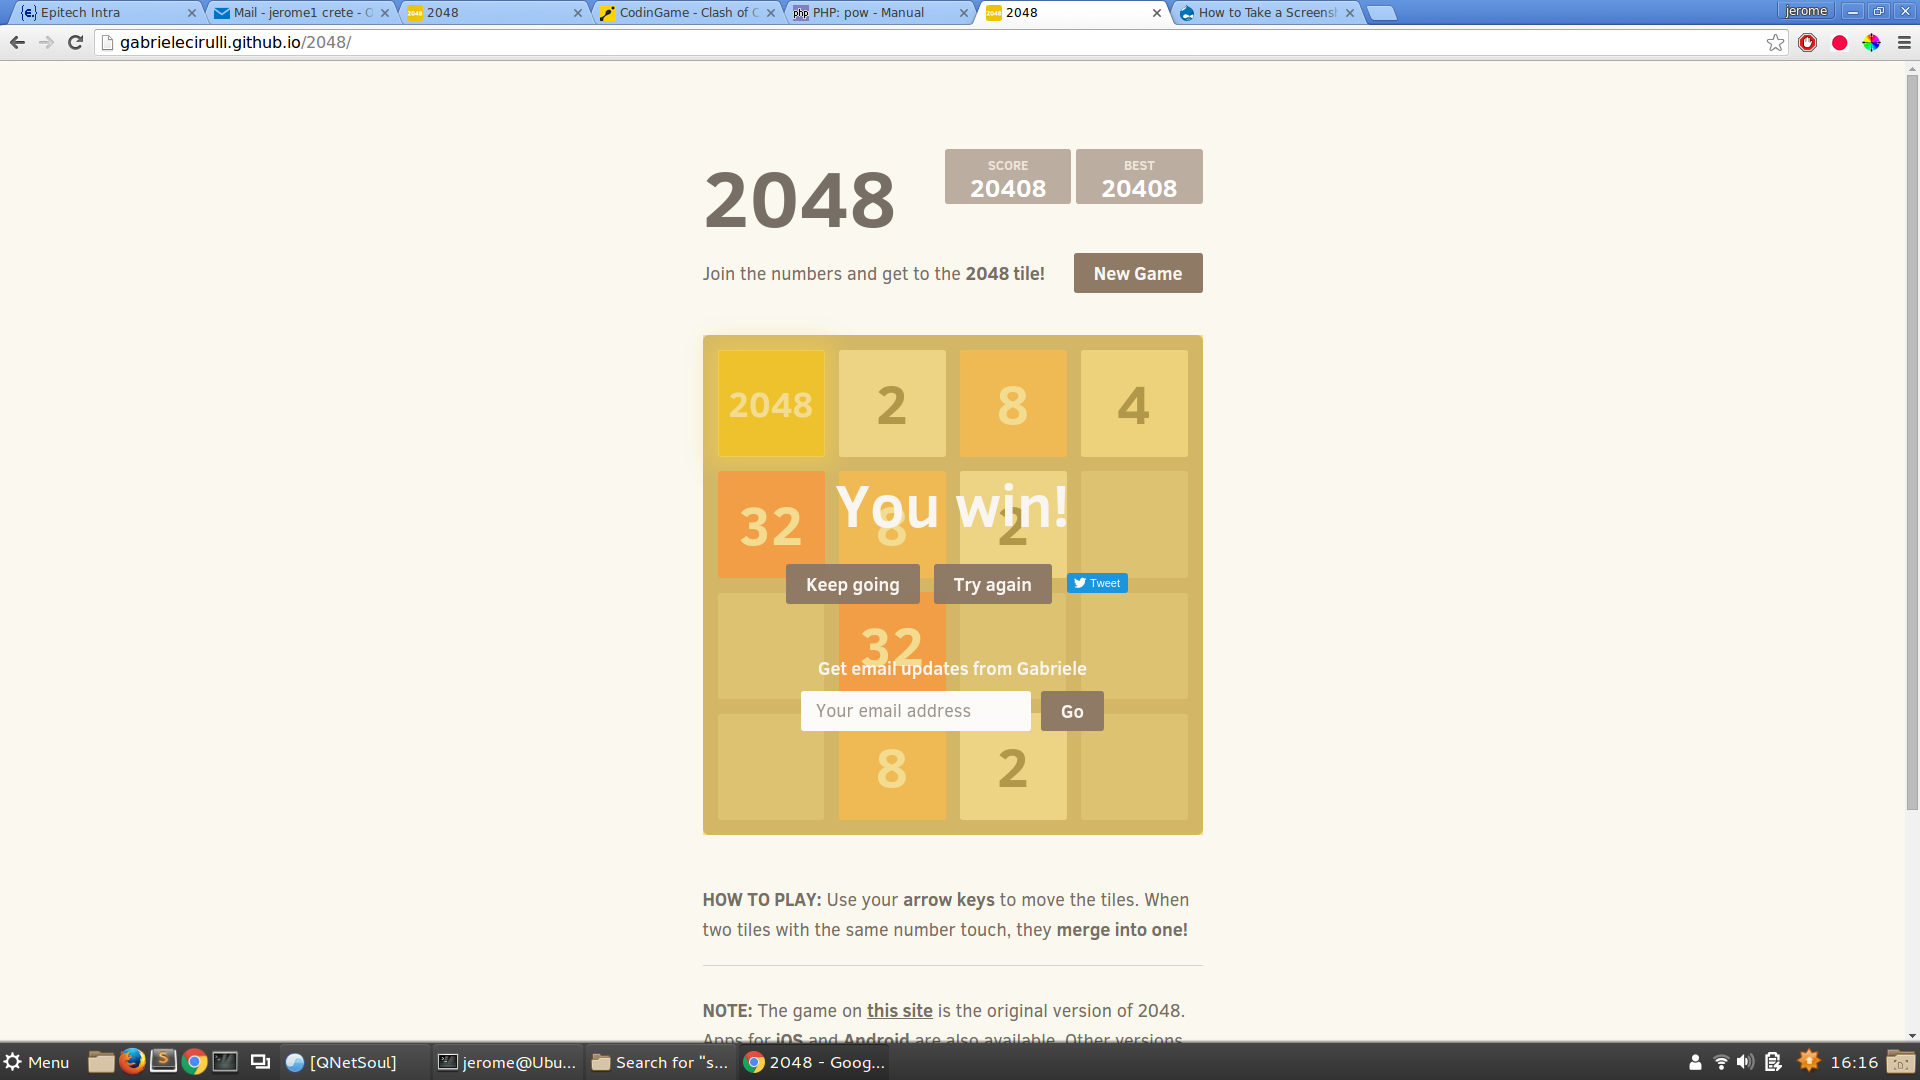 Epitech Intra
Mail - jerome1 crete - O
2048
CodinGame - Clash of C
PHP: pow - Manual
2048
How to Take a Screensh
jerome
gabrielecirulli.github.io/2048/
2048
SCORE
20408
BEST
20408
Join the numbers and get to the 2048 tile!
New Game
2048 2 8 4
32 8 2
You win!
Keep going
Try again
Tweet
32
Get email updates from Gabriele
Your email address
Go
8 2
HOW TO PLAY: Use your arrow keys to move the tiles. When
two tiles with the same number touch, they merge into one!
NOTE: The game on this site is the original version of 2048.
Apps for iOS and Android are also available. Other versions
Menu
[QNetSoul]
jerome@Ubu...
Search for "s...
2048 - Goog...
16:16